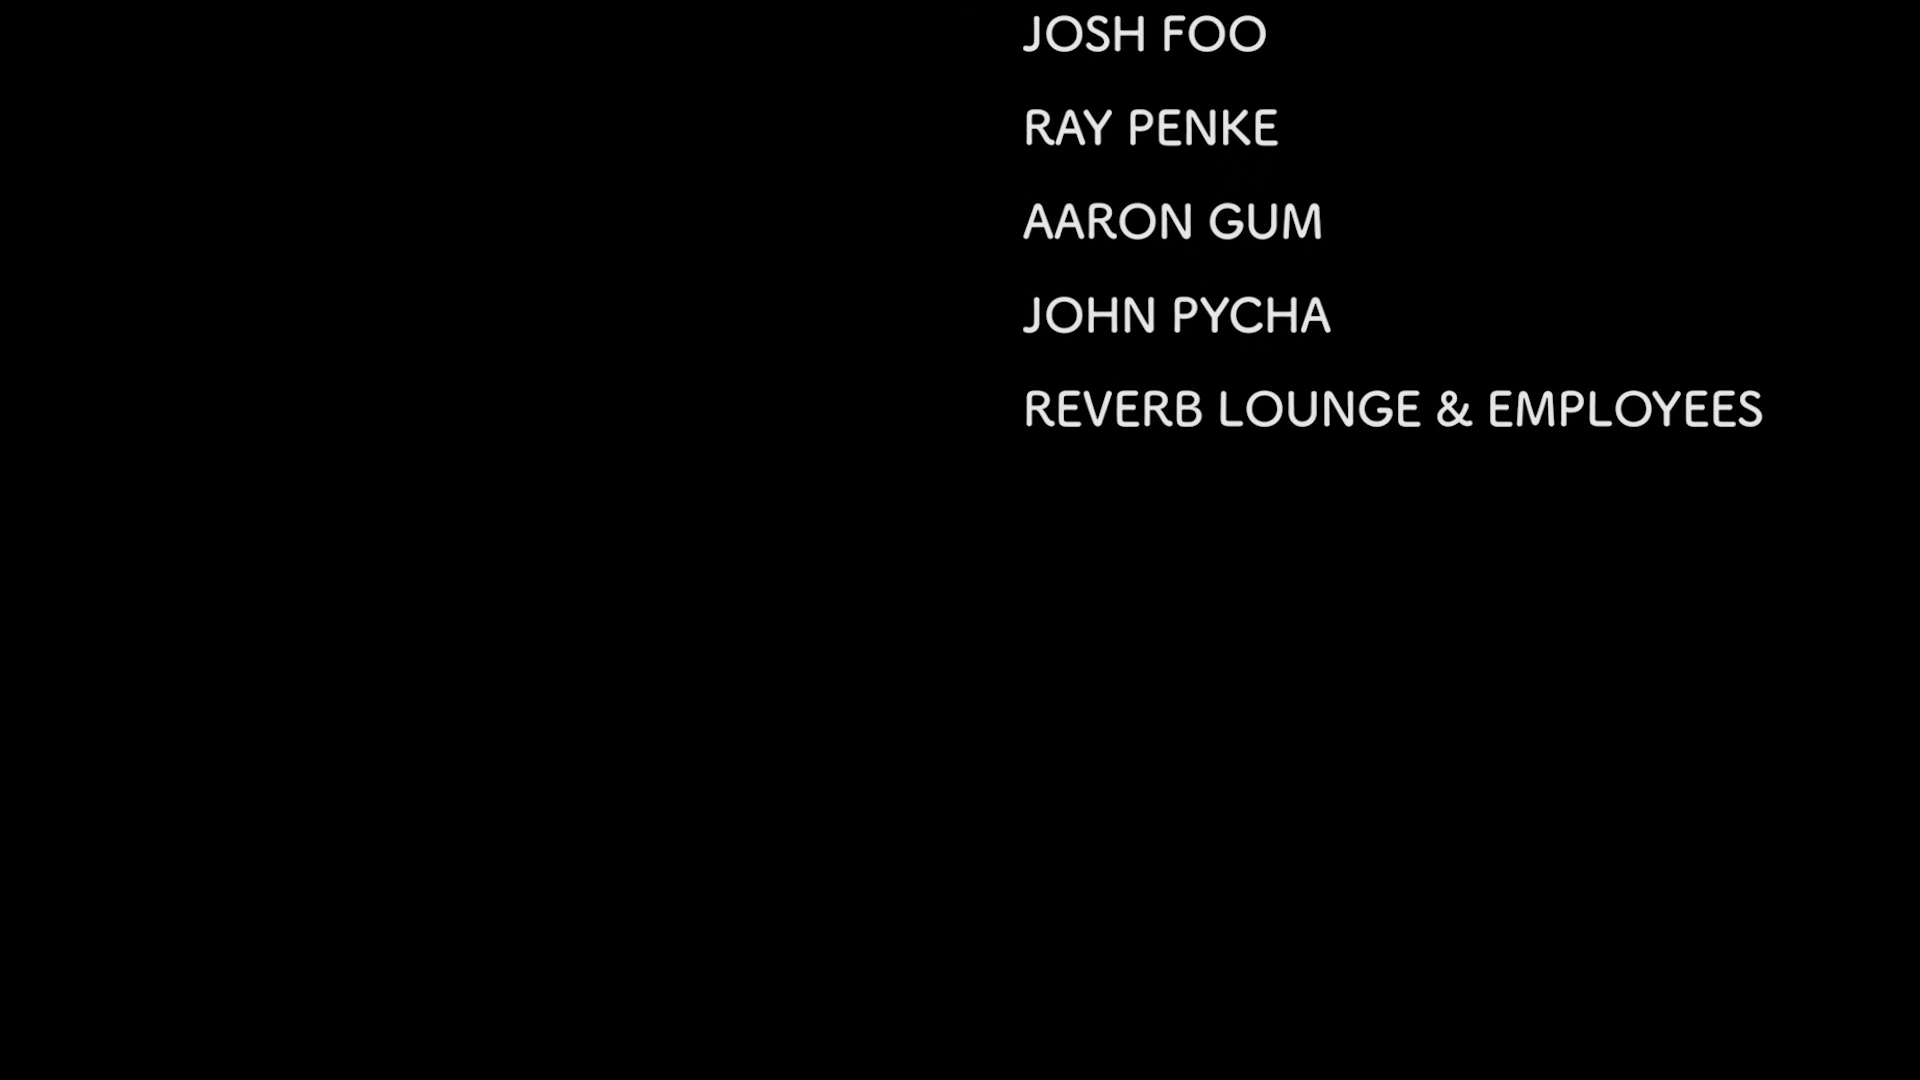 JOSH FOO
RAY PENKE
AARON GUM
JOHN PYCHA
REVERB LOUNGE & EMPLOYEES